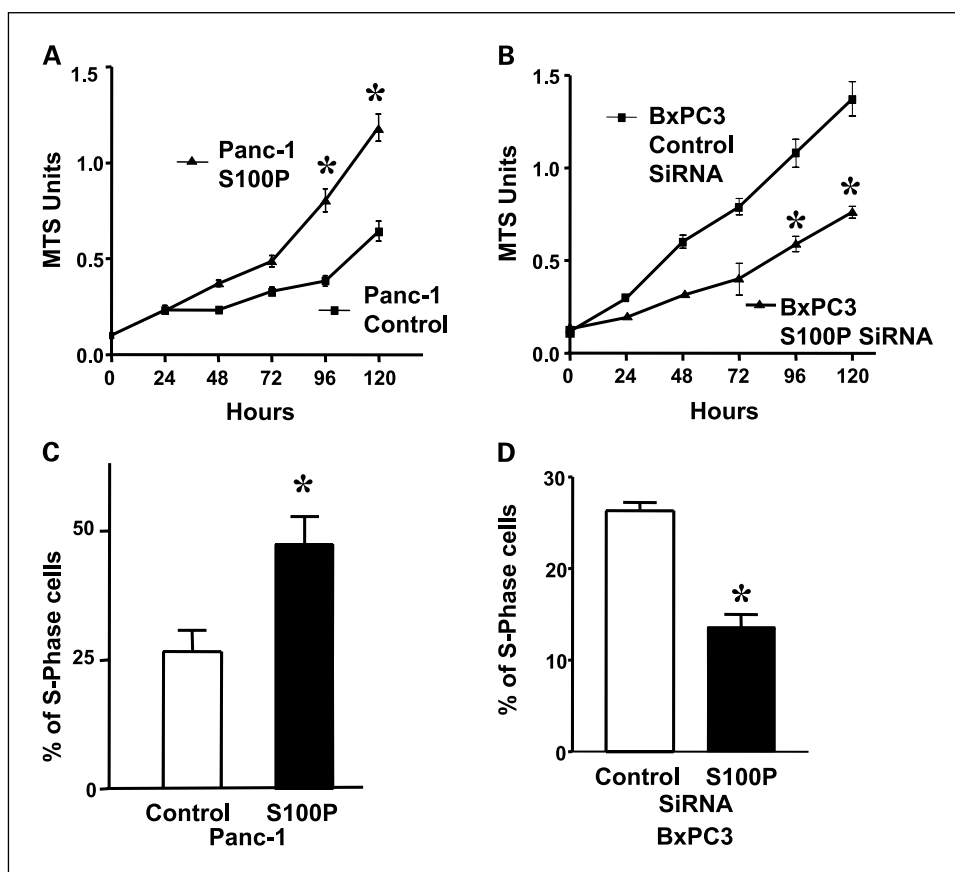 A
1.5
1.0
0.5
0.0
MTS Units
*
*
Panc-1
S100P
Panc-1
Control
0 24 48 72 96 120
Hours
B
1.5
1.0
0.5
0.0
MTS Units
BxPC3
Control
SiRNA
*
*
BxPC3
S100P SiRNA
0 24 48 72 96 120
Hours
C
50
25
0
% of S-Phase cells
*
Control S100P
Panc-1
D
30
20
10
0
% of S-Phase cells
*
Control S100P
SiRNA
BxPC3